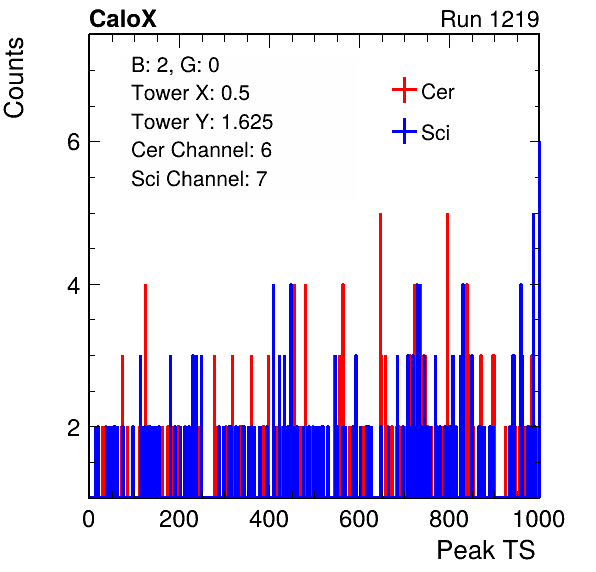 CaloX Run 1219
Counts
B: 2, G: 0
Tower X: 0.5
Tower Y: 1.625
Cer Channel: 6
Sci Channel: 7
Cer
Sci
6
4
2
0 200 400 600 800 1000
Peak TS